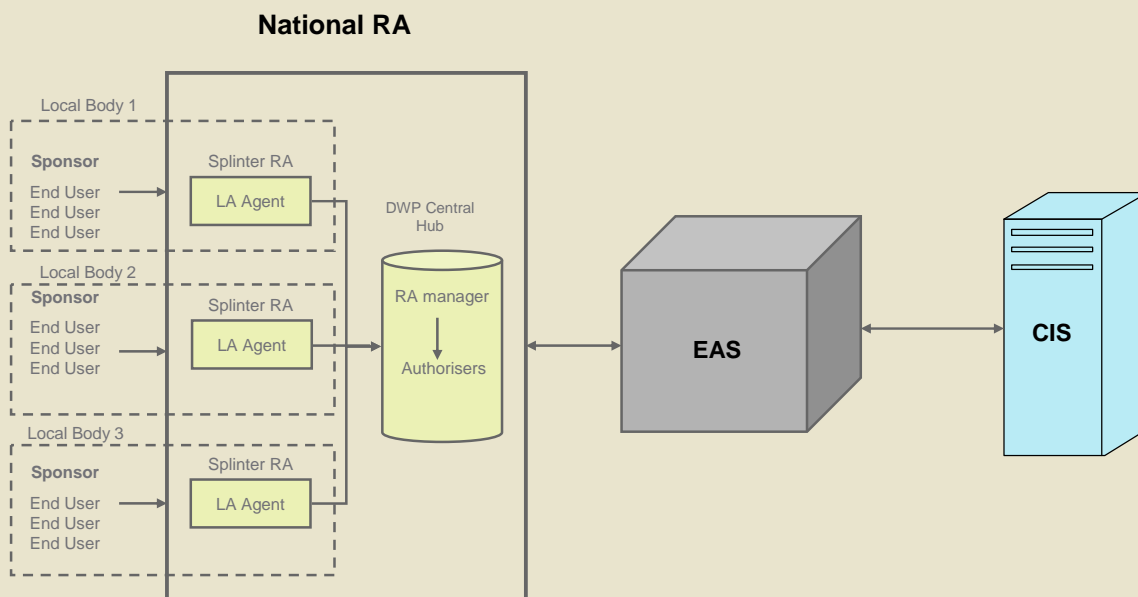 National RA
Local Body 1
Sponsor
End User
End User
End User
Splinter RA
LA Agent
Local Body 2
Sponsor
End User
End User
End User
Splinter RA
LA Agent
Local Body 3
Sponsor
End User
End User
End User
Splinter RA
LA Agent
DWP Central
Hub
RA manager
Authorisers
EAS
CIS